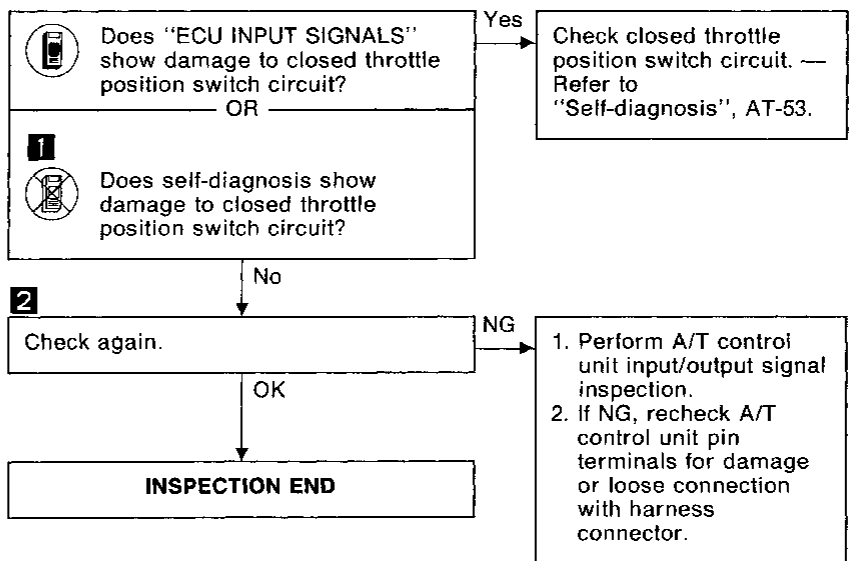 Does "ECU INPUT SIGNALS"
show damage to closed throttle
position switch circuit?
OR
1
Does self-diagnosis show
damage to closed throttle
position switch circuit?
Yes
Check closed throttle
position switch circuit. —
Refer to
"Self-diagnosis", AT-53.
No
2
Check again.
NG
1. Perform A/T control
unit input/output signal
inspection.
2. If NG, recheck A/T
control unit pin
terminals for damage
or loose connection
with harness
connector.
OK
INSPECTION END